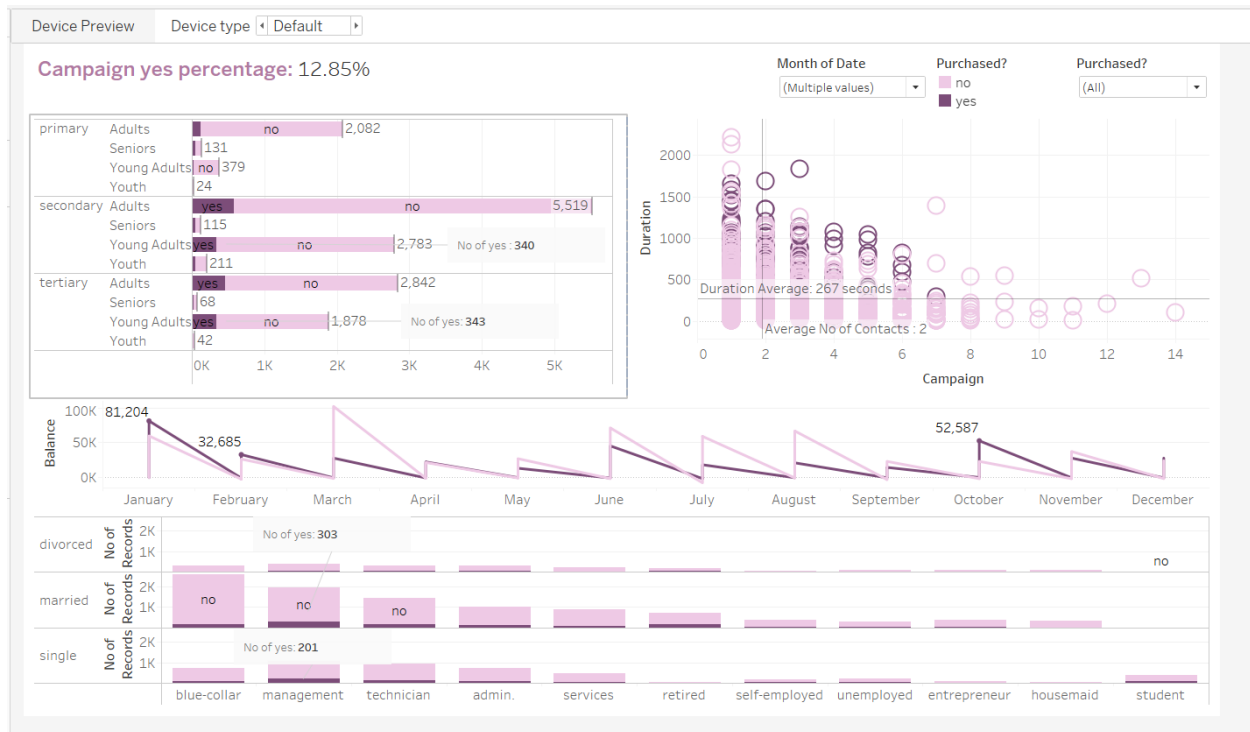 Device Preview Device type Default
Campaign yes percentage: 12.85%
Month of Date
(Multiple values)
Purchased?
no
yes
Purchased?
(All)
primary Adults no 2,082
Seniors 131
Young Adults no 379
Youth 24
secondary Adults yes no 5,519
Seniors 115
Young Adults yes no 2,783 No of yes : 340
Youth 211
tertiary Adults yes no 2,842
Seniors 68
Young Adults yes no 1,878 No of yes: 343
Youth 42
0K 1K 2K 3K 4K 5K
Duration
2000
1500
1000
500
0
Duration Average: 267 seconds
Average No of Contacts : 2
0 2 4 6 8 10 12 14
Campaign
Balance
100K
50K
0K
81,204
32,685
52,587
January February March April May June July August September October November December
divorced No of Records 2K 1K
No of yes: 303
no
married No of Records 2K 1K
no no no
single No of Records 2K 1K
No of yes: 201
blue-collar management technician admin. services retired self-employed unemployed entrepreneur housemaid student